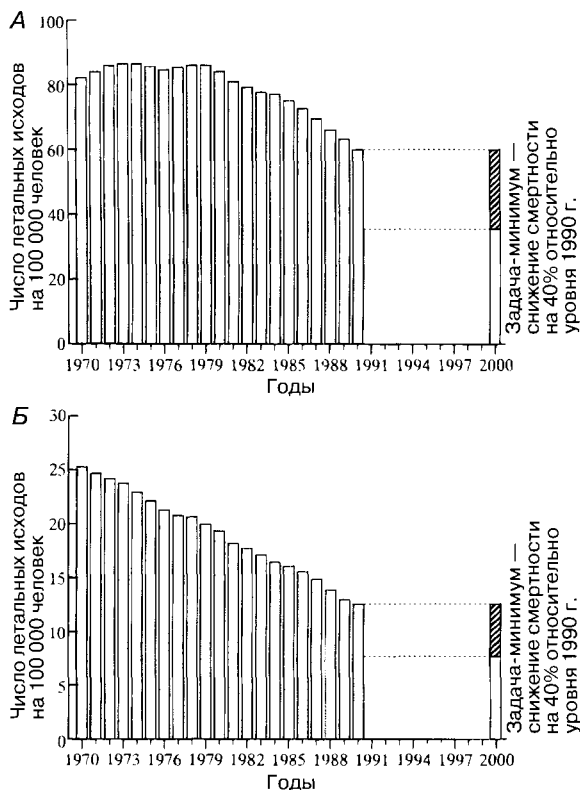 А
Число летальных исходов
на 100 000 человек
100
80
60
40
20
0
1970 1973 1976 1979 1982 1985 1988 1991 1994 1997 2000
Годы
Задача-минимум —
снижение смертности
на 40% относительно
уровня 1990 г.
Б
Число летальных исходов
на 100 000 человек
30
25
20
15
10
5
0
1970 1973 1976 1979 1982 1985 1988 1991 1994 1997 2000
Годы
Задача-минимум —
снижение смертности
на 40% относительно
уровня 1990 г.